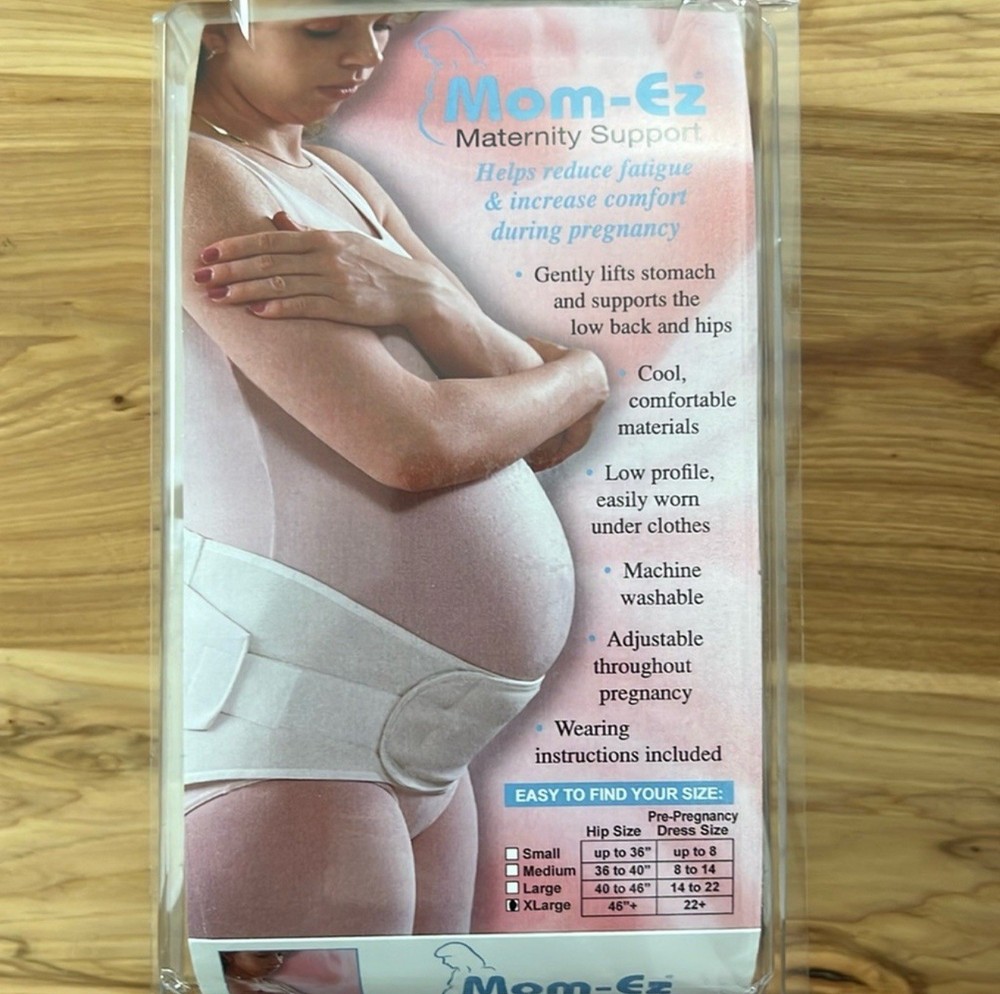 Mom-Ez®
Maternity Support
Helps reduce fatigue
& increase comfort
during pregnancy
• Gently lifts stomach
and supports the
low back and hips
• Cool,
comfortable
materials
• Low profile,
easily worn
under clothes
• Machine
washable
• Adjustable
throughout
pregnancy
• Wearing
instructions included
EASY TO FIND YOUR SIZE:
Hip Size Pre-Pregnancy Dress Size
Small up to 36" up to 8
Medium 36 to 40" 8 to 14
Large 40 to 46" 14 to 22
XLarge 46"+ 22+
Mom-Ez